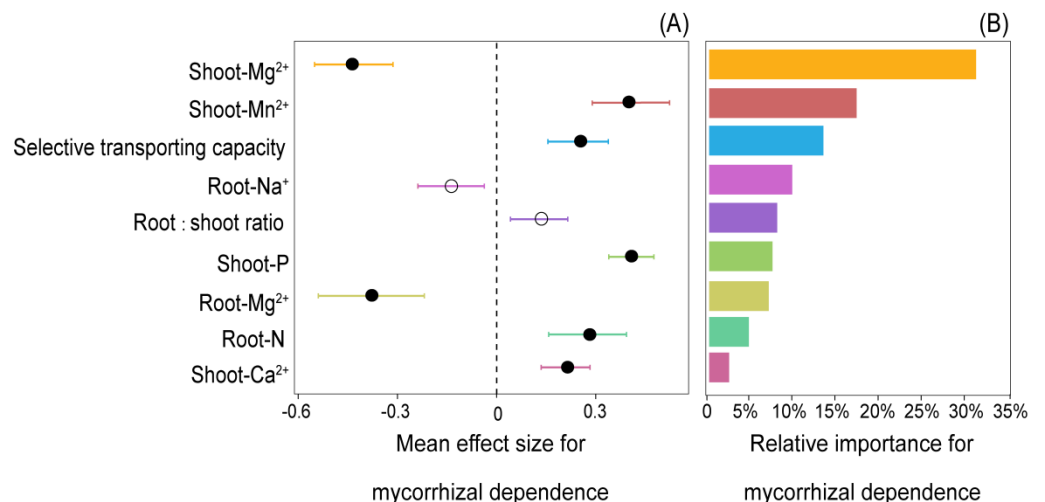 (A)
(B)
Shoot-Mg²⁺
Shoot-Mn²⁺
Selective transporting capacity
Root-Na⁺
Root : shoot ratio
Shoot-P
Root-Mg²⁺
Root-N
Shoot-Ca²⁺
-0.6 -0.3 0 0.3
0 5% 10% 15% 20% 25% 30% 35%
Mean effect size for
mycorrhizal dependence
Relative importance for
mycorrhizal dependence